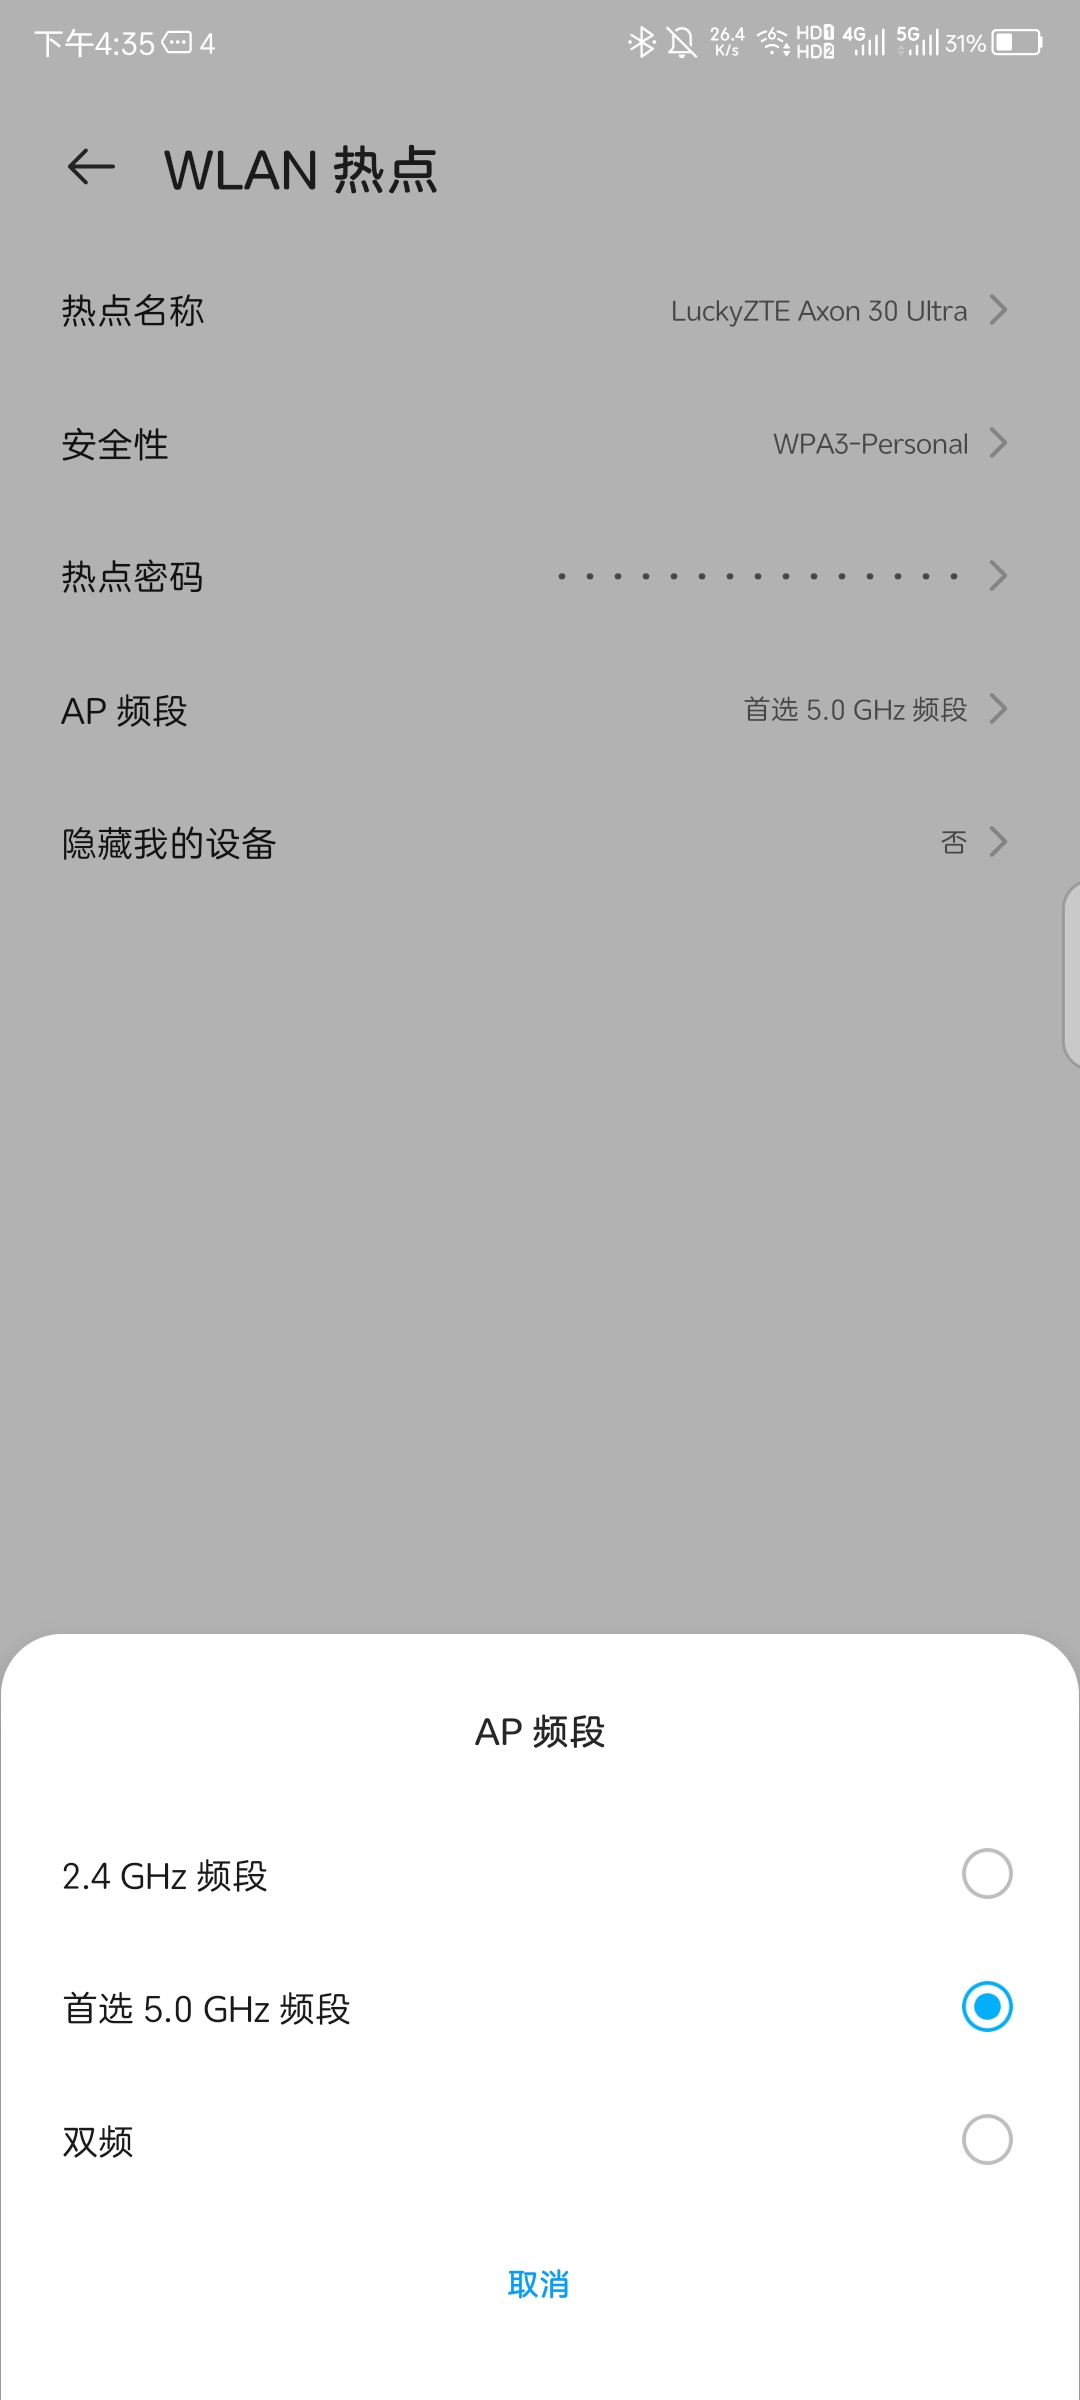 下午4:35 4 26.4 K/s 6 HD1 HD2 4G 5G 31%
WLAN 热点
热点名称 LuckyZTE Axon 30 Ultra
安全性 WPA3-Personal
热点密码 • • • • • • • • • • • • • • •
AP 频段 首选 5.0 GHz 频段
隐藏我的设备 否
AP 频段
2.4 GHz 频段
首选 5.0 GHz 频段
双频
取消